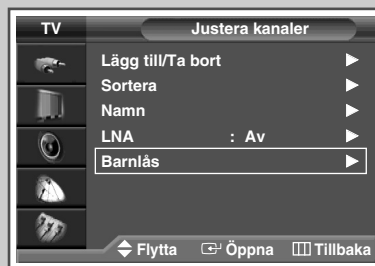 TV
Justera kanaler
Lägg till/Ta bort
Sortera
Namn
LNA : Av
Barnlås
Flytta Öppna Tillbaka